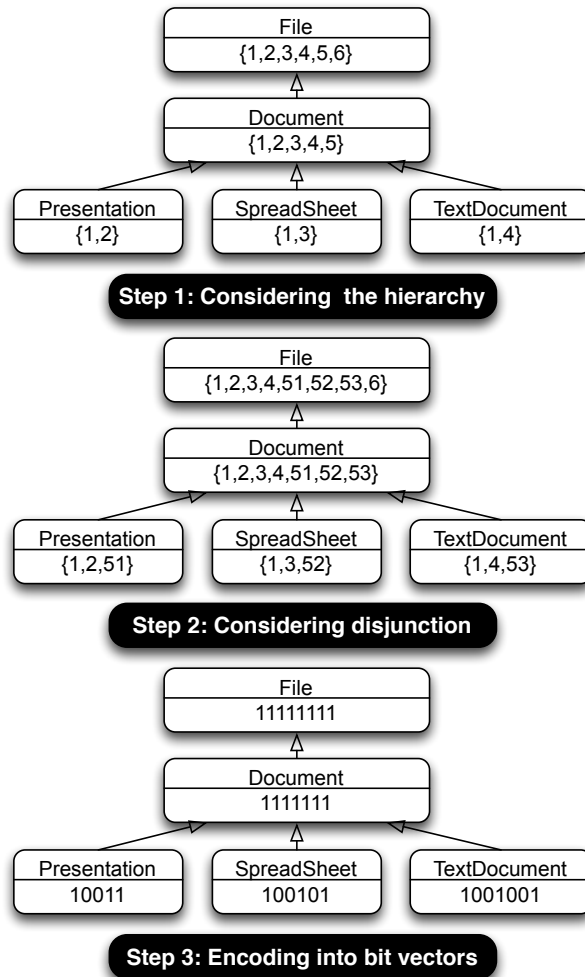 File
{1,2,3,4,5,6}
Document
{1,2,3,4,5}
Presentation
{1,2}
SpreadSheet
{1,3}
TextDocument
{1,4}
Step 1: Considering the hierarchy
File
{1,2,3,4,51,52,53,6}
Document
{1,2,3,4,51,52,53}
Presentation
{1,2,51}
SpreadSheet
{1,3,52}
TextDocument
{1,4,53}
Step 2: Considering disjunction
File
11111111
Document
1111111
Presentation
10011
SpreadSheet
100101
TextDocument
1001001
Step 3: Encoding into bit vectors